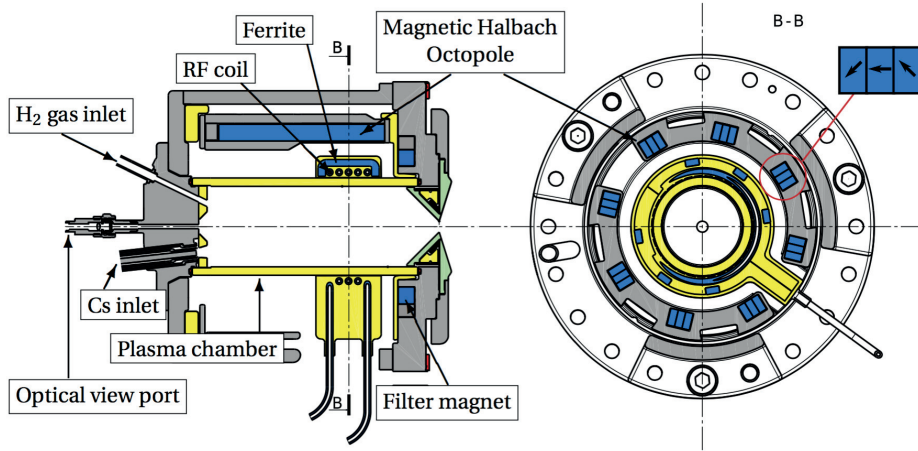 Ferrite
B
Magnetic Halbach
Octopole
B-B
RF coil
H2 gas inlet
Cs inlet
Plasma chamber
Optical view port
B
Filter magnet